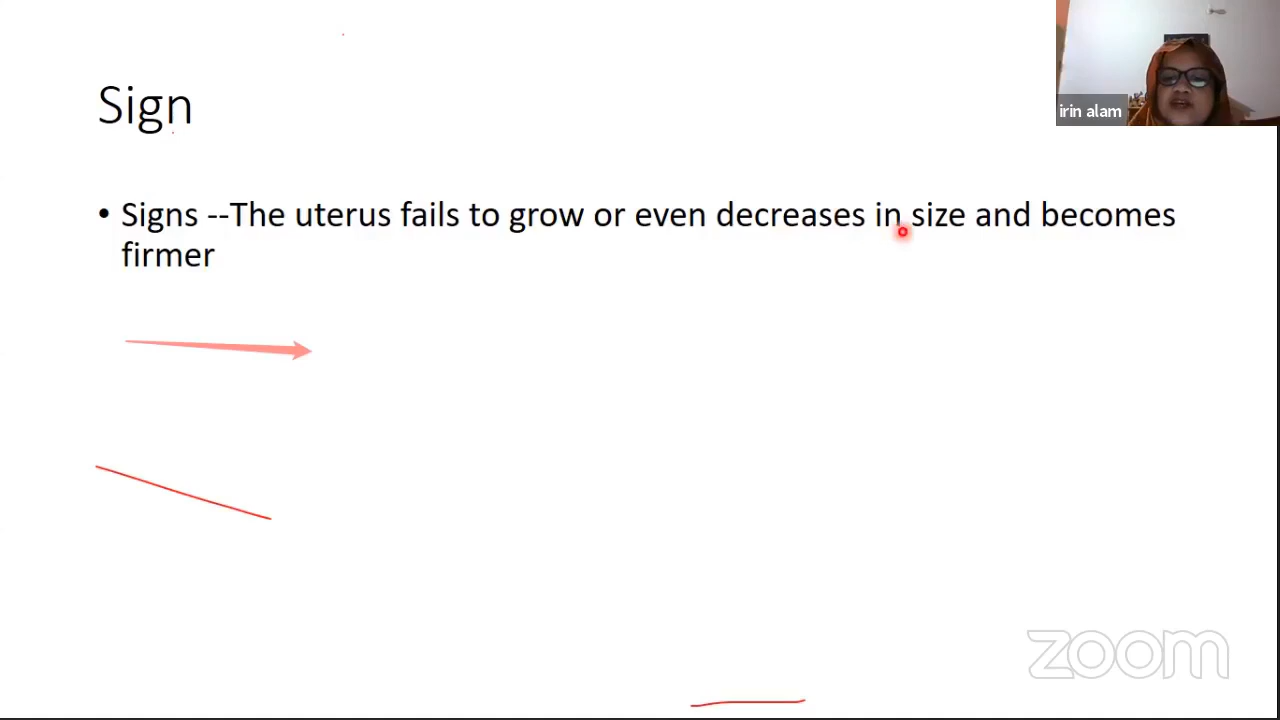 Sign
irin alam
• Signs --The uterus fails to grow or even decreases in size and becomes
firmer
zoom